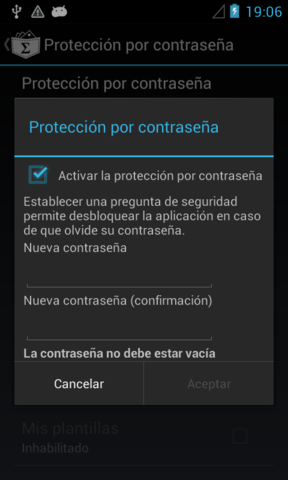 19:06
Protección por contraseña
Protección por contraseña
Protección por contraseña
Activar la protección por contraseña
Establecer una pregunta de seguridad
permite desbloquear la aplicación en caso
de que olvide su contraseña.
Nueva contraseña
Nueva contraseña (confirmación)
La contraseña no debe estar vacía
Cancelar
Aceptar
Mis plantillas
Inhabilitado